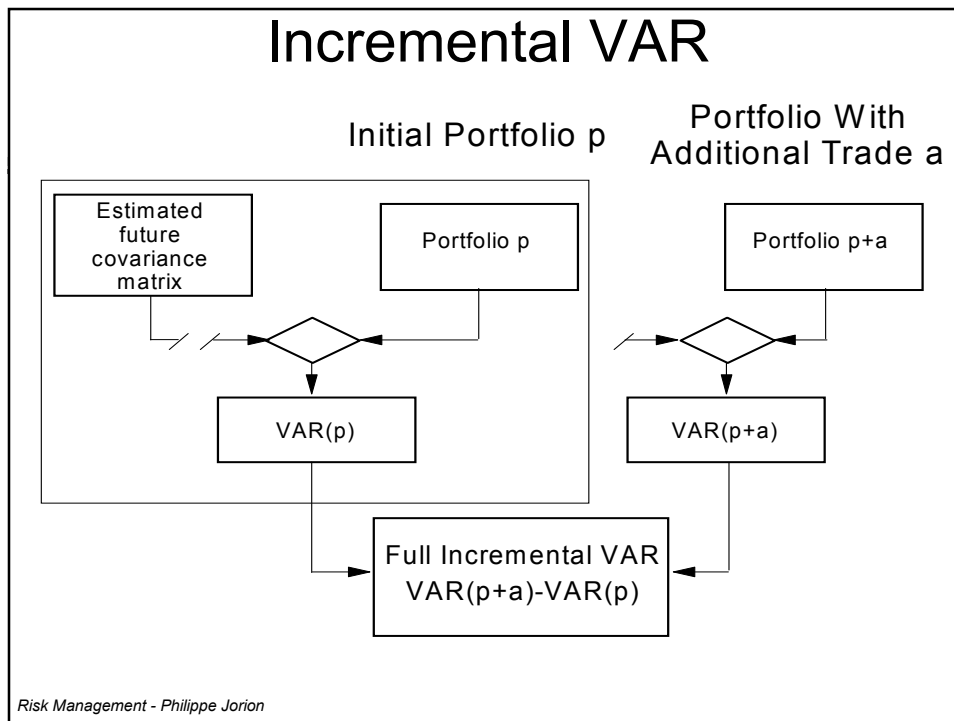 Incremental VAR
Initial Portfolio p
Portfolio With
Additional Trade a
Estimated
future
covariance
matrix
Portfolio p
Portfolio p+a
VAR(p)
VAR(p+a)
Full Incremental VAR
VAR(p+a)-VAR(p)
Risk Management - Philippe Jorion